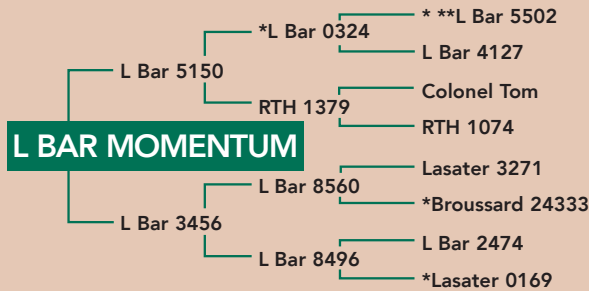 * **L Bar 5502
*L Bar 0324
L Bar 4127
L Bar 5150
Colonel Tom
RTH 1379
RTH 1074
L BAR MOMENTUM
Lasater 3271
L Bar 8560
*Broussard 24333
L Bar 3456
L Bar 2474
L Bar 8496
*Lasater 0169